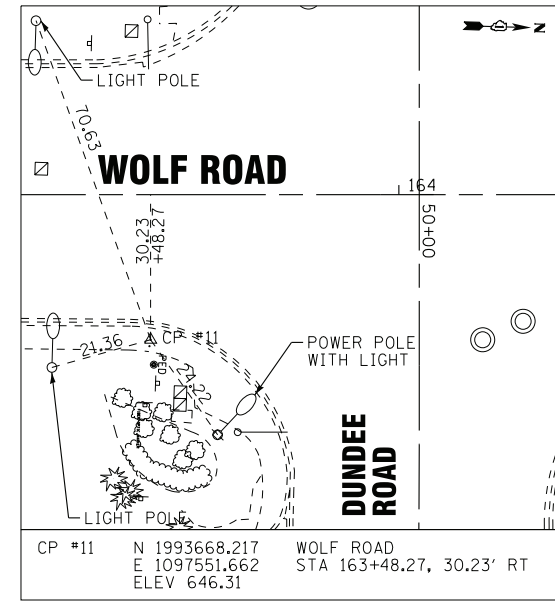 N
LIGHT POLE
70.63
WOLF ROAD
164
30.23
+48.27
50+00
CP #11
21.36
PED
POWER POLE
WITH LIGHT
DUNDEE
ROAD
LIGHT POLE
CP #11 N 1993668.217 WOLF ROAD
E 1097551.662 STA 163+48.27, 30.23' RT
ELEV 646.31